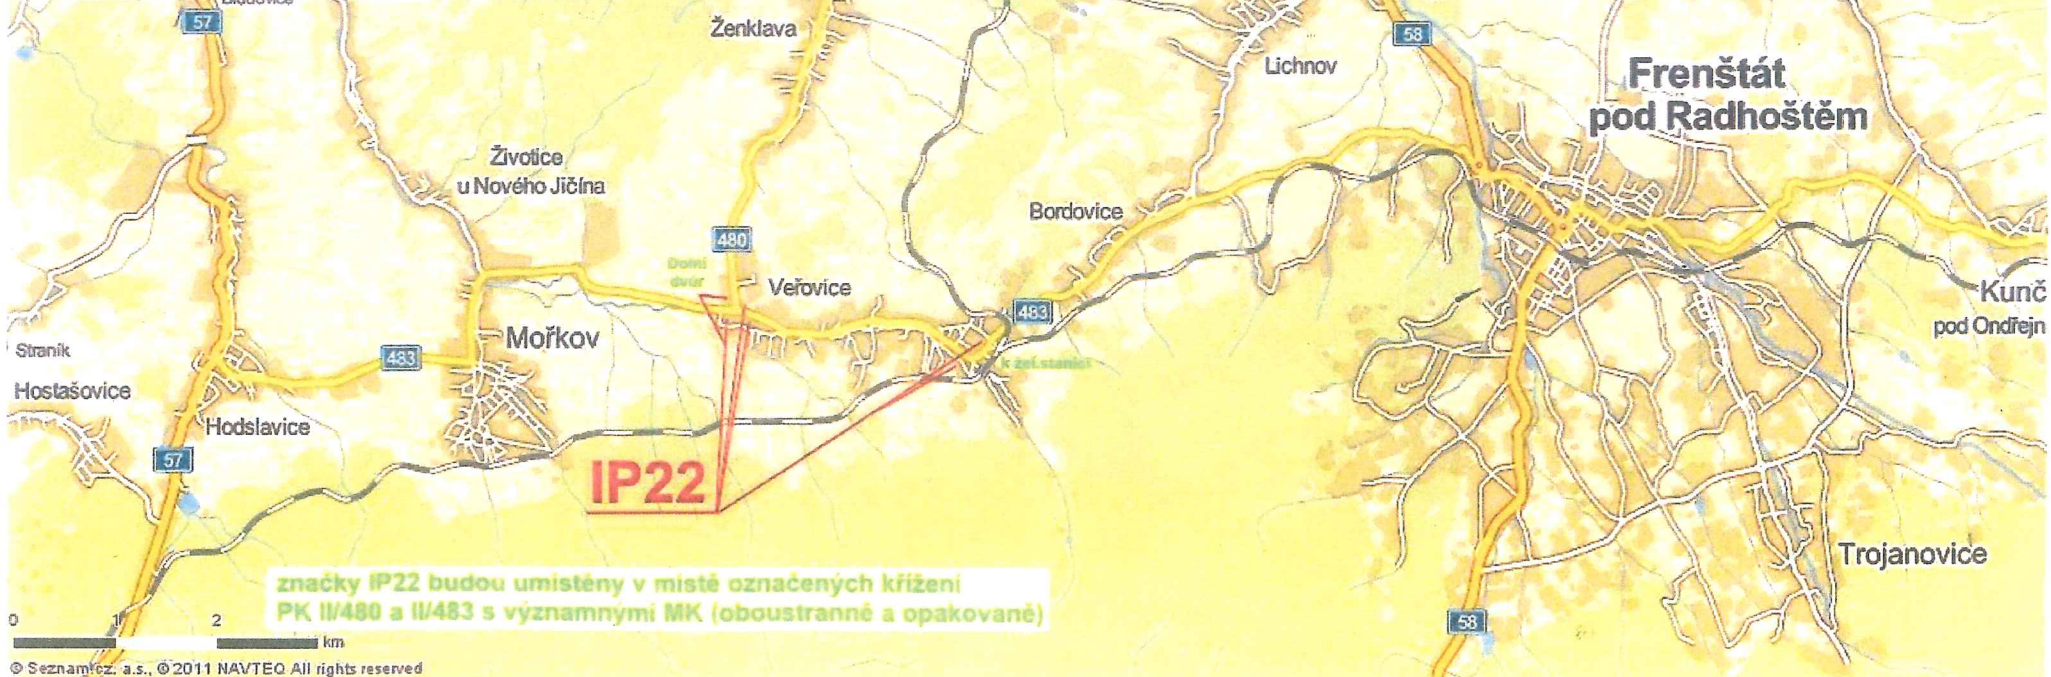 57
Ženklava
58
Lichnov
Frenštát
pod Radhoštěm
Životice
u Nového Jičína
Bordovice
480
Dolní
dvůr
Veřovice
483
Kunč
pod Ondřejn
Straník
Mořkov
483
k žel.stanici
Hostašovice
Hodslavice
57
IP22
Trojanovice
značky IP22 budou umístěny v místě označených křížení
PK II/480 a II/483 s významnými MK (oboustranně a opakovaně)
58
0 1 2
km
© Seznam.cz, a.s., © 2011 NAVTEQ All rights reserved